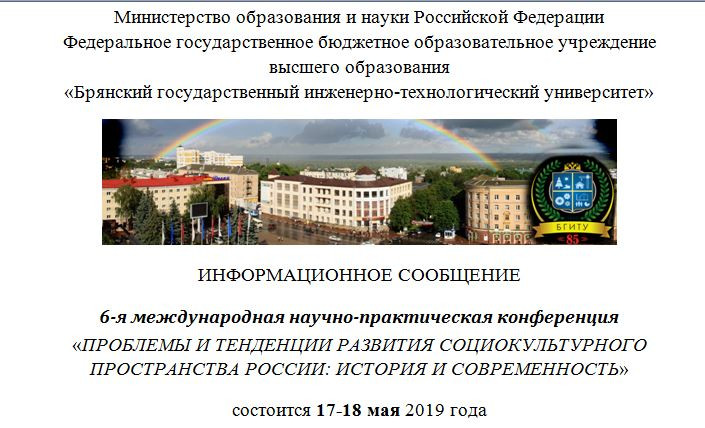 Министерство образования и науки Российской Федерации
Федеральное государственное бюджетное образовательное учреждение
высшего образования
«Брянский государственный инженерно-технологический университет»
БГИТУ
85
ИНФОРМАЦИОННОЕ СООБЩЕНИЕ
6-я международная научно-практическая конференция
«ПРОБЛЕМЫ И ТЕНДЕНЦИИ РАЗВИТИЯ СОЦИОКУЛЬТУРНОГО
ПРОСТРАНСТВА РОССИИ: ИСТОРИЯ И СОВРЕМЕННОСТЬ»
состоится 17-18 мая 2019 года